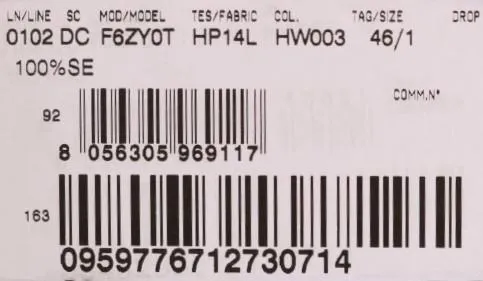 LN/LINE SC MOD/MODEL TES/FABRIC COL. TAG/SIZE DROP
0102 DC F6ZY0T HP14L HW003 46/1
100%SE
COMM.N°
92
8 056305 969117
163
0959776712730714